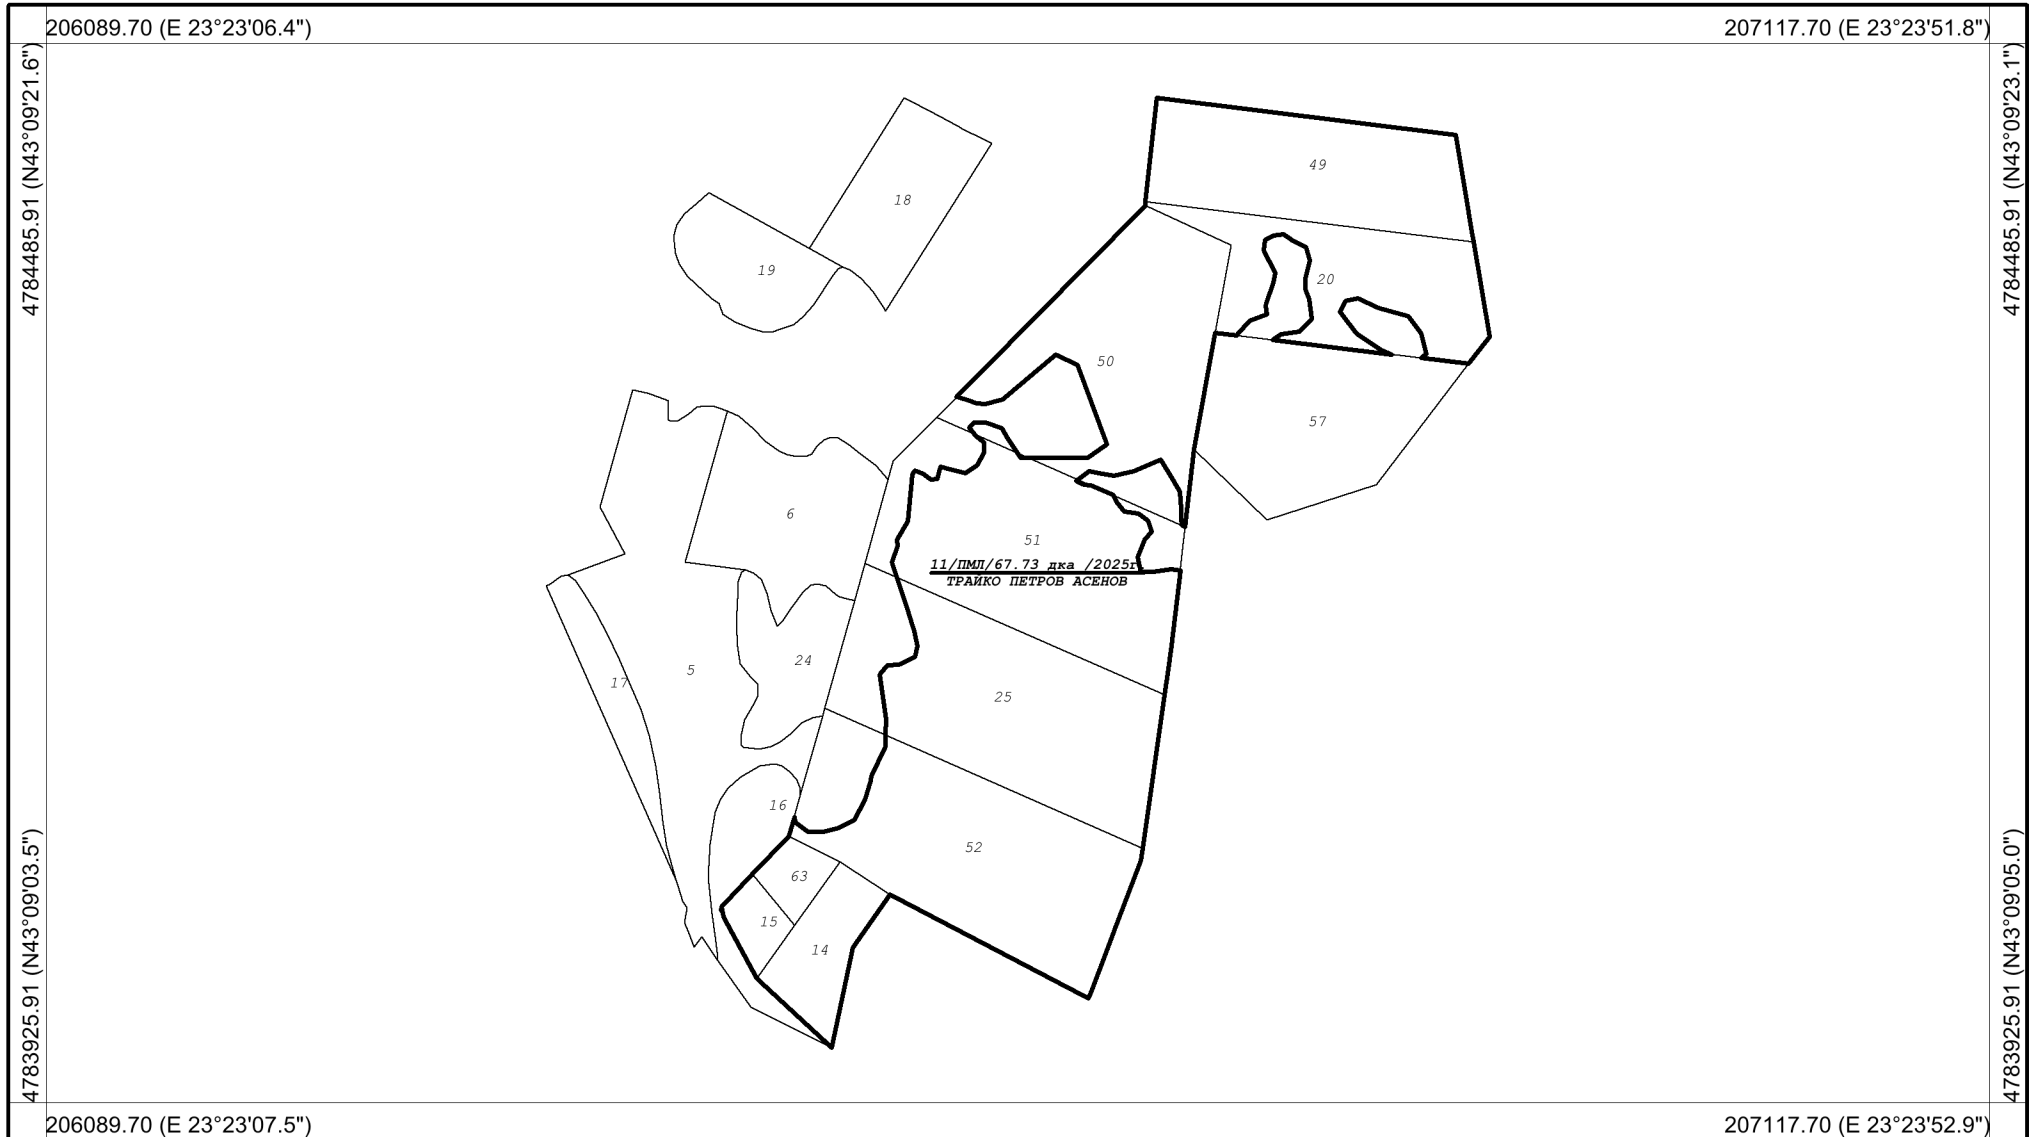 206089.70 (E 23°23'06.4")
207117.70 (E 23°23'51.8")
4784485.91 (N43°09'21.6")
4784485.91 (N43°09'23.1")
49
18
20
19
50
57
6
51
11/ПМЛ/67.73 дка /2025г
ТРАЙКО ПЕТРОВ АСЕНОВ
24
5
17
25
16
52
63
15
14
4783925.91 (N43°09'03.5")
4783925.91 (N43°09'05.0")
206089.70 (E 23°23'07.5")
207117.70 (E 23°23'52.9")